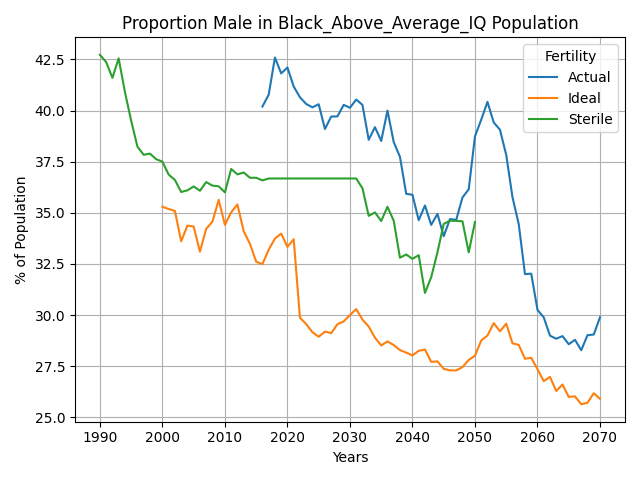 Proportion Male in Black_Above_Average_IQ Population
Fertility
Actual
Ideal
Sterile
% of Population
42.5
40.0
37.5
35.0
32.5
30.0
27.5
25.0
1990 2000 2010 2020 2030 2040 2050 2060 2070
Years